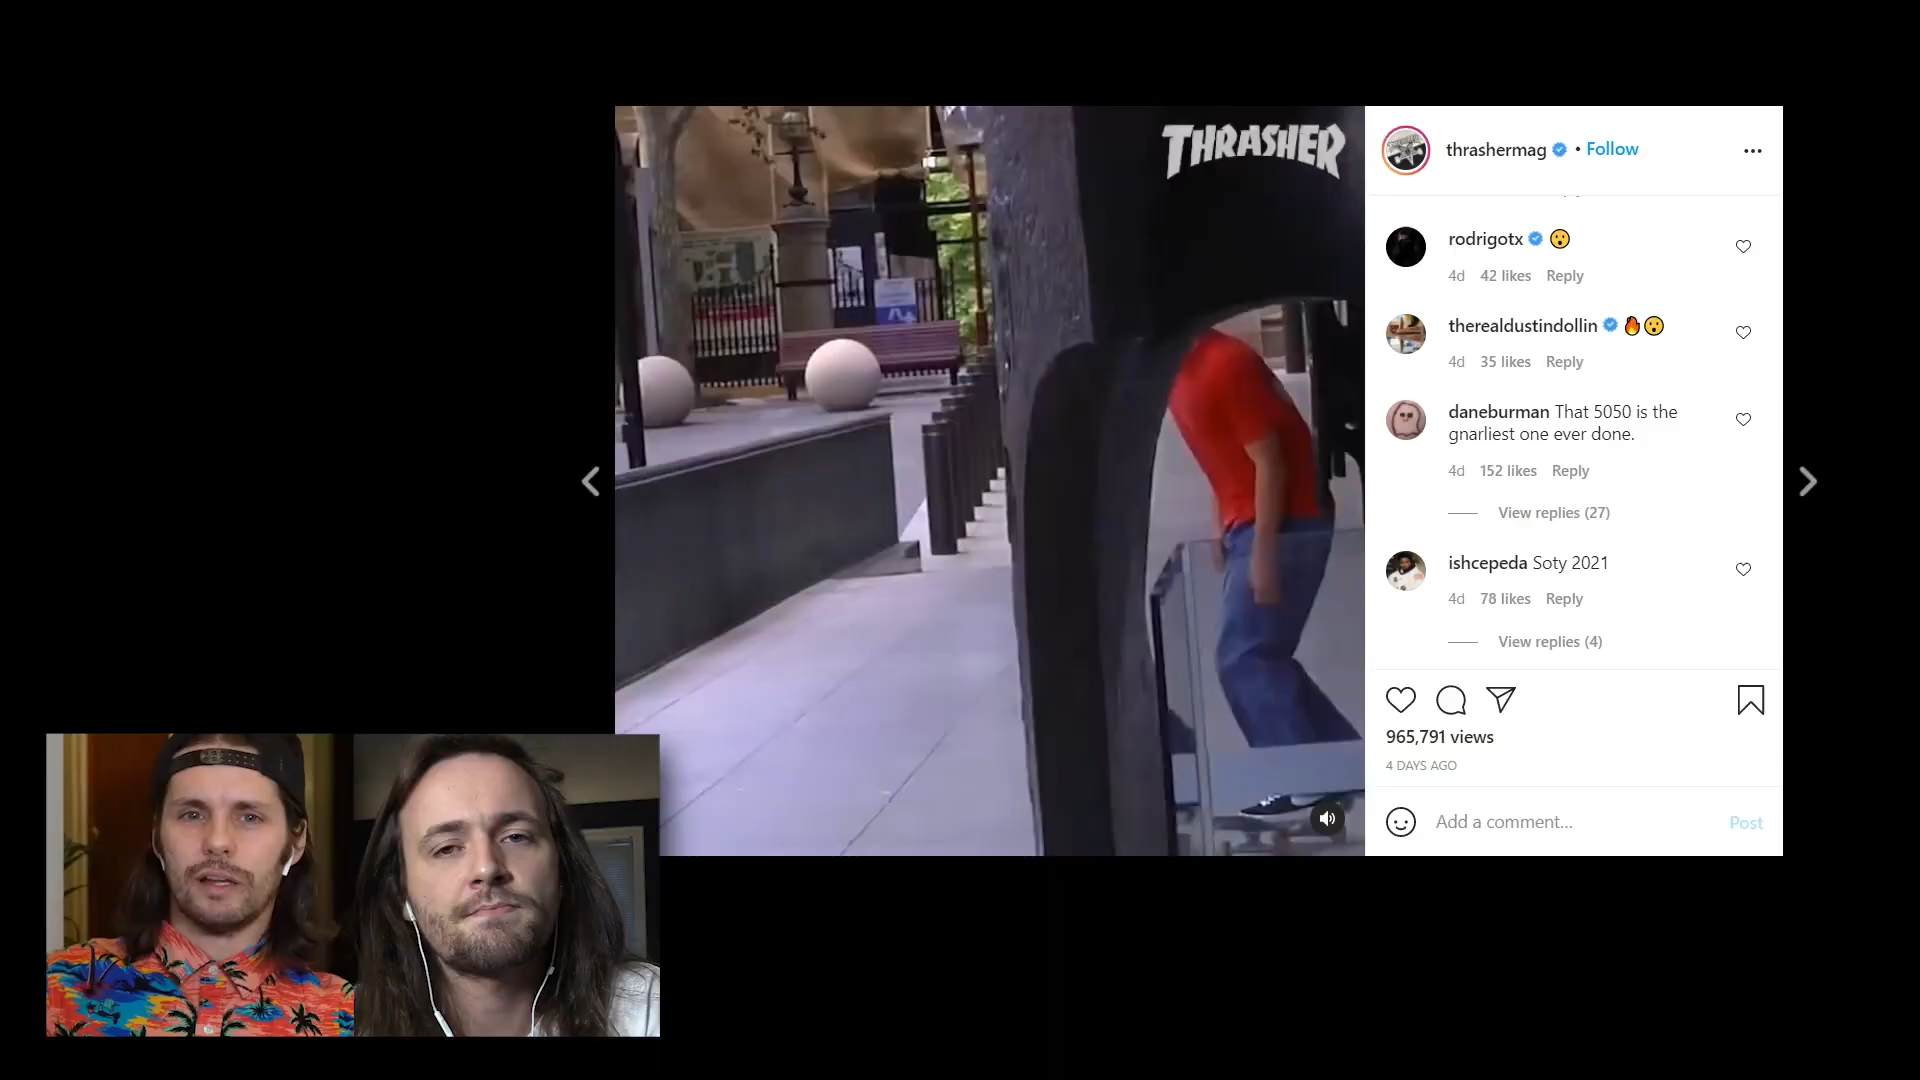 THRASHER
thrashermag • Follow
rodrigotx 😮
4d 42 likes Reply
therealdustindollin 🔥😮
4d 35 likes Reply
daneburman That 5050 is the
gnarliest one ever done.
4d 152 likes Reply
View replies (27)
ishcepeda Soty 2021
4d 78 likes Reply
View replies (4)
965,791 views
4 DAYS AGO
Add a comment... Post